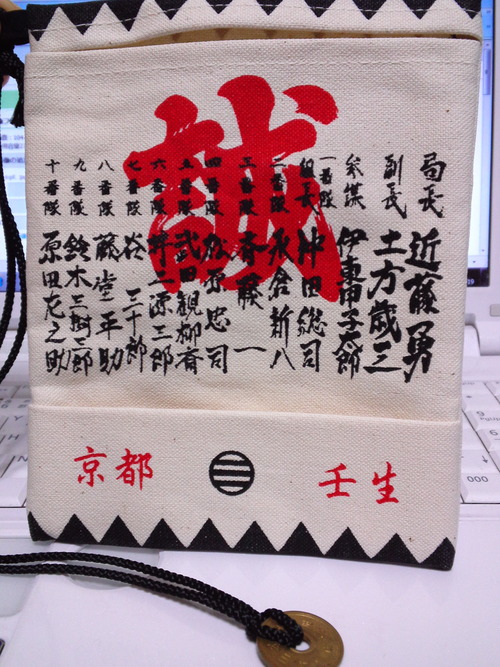 誠
局長 近藤勇
副長 土方歳三
参謀 伊東甲子太郎
一番隊 組長 沖田総司
二番隊 永倉新八
三番隊 斉藤一
四番隊 松原忠司
五番隊 武田観柳斎
六番隊 井上源三郎
七番隊 谷三十郎
八番隊 藤堂平助
九番隊 鈴木三樹三郎
十番隊 原田左之助
京都 壬生
000